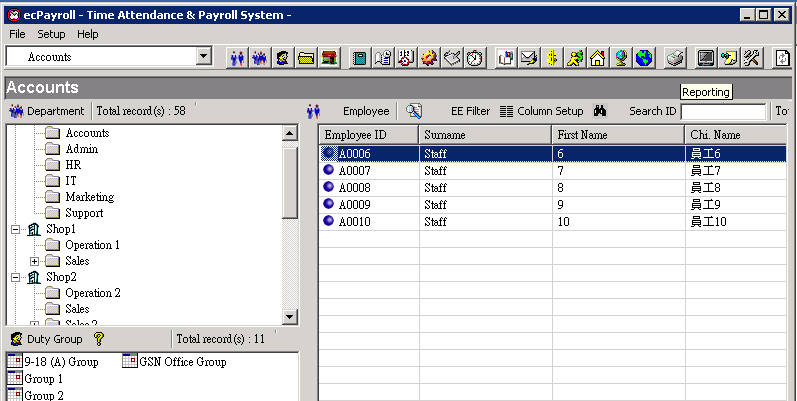 ecPayroll - Time Attendance & Payroll System -
File Setup Help
Accounts
Accounts
Reporting
Department Total record(s) : 58 Employee EE Filter Column Setup Search ID To
Accounts
Admin
HR
IT
Marketing
Support
Shop1
Operation 1
Sales
Shop2
Operation 2
Sales
Sales 2
Employee ID Surname First Name Chi. Name
A0006 Staff 6 員工6
A0007 Staff 7 員工7
A0008 Staff 8 員工8
A0009 Staff 9 員工9
A0010 Staff 10 員工10
Duty Group Total record(s) : 11
9-18 (A) Group GSN Office Group
Group 1
Group 2